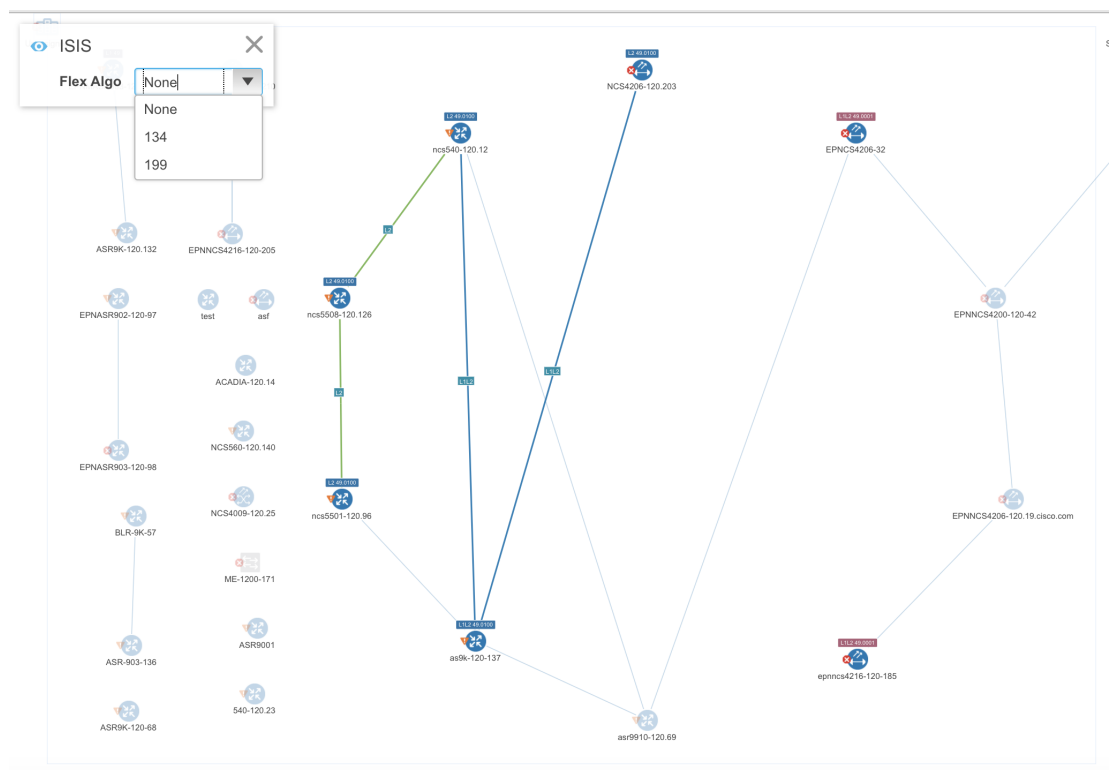 ISIS
Flex Algo None
None
134
199
L2 49.0100
NCS4206-120.203
L2 49.0100
ncs540-120.12
L1L2 49.0001
EPNCS4206-32
L2
ASR9K-120.132
EPNNCS4216-120-205
L2 49.0100
ncs5508-120.126
EPNASR902-120-97
test
asf
EPNNCS4200-120-42
L1L2
L1L2
ACADIA-120.14
L2
NCS560-120.140
EPNASR903-120-98
L2 49.0100
ncs5501-120.96
NCS4009-120.25
EPNNCS4206-120.19.cisco.com
BLR-9K-57
ME-1200-171
L1L2 49.0100
as9k-120-137
ASR9001
ASR-903-136
L1L2 49.0001
epnncs4216-120-185
540-120.23
ASR9K-120-68
asr9910-120.69